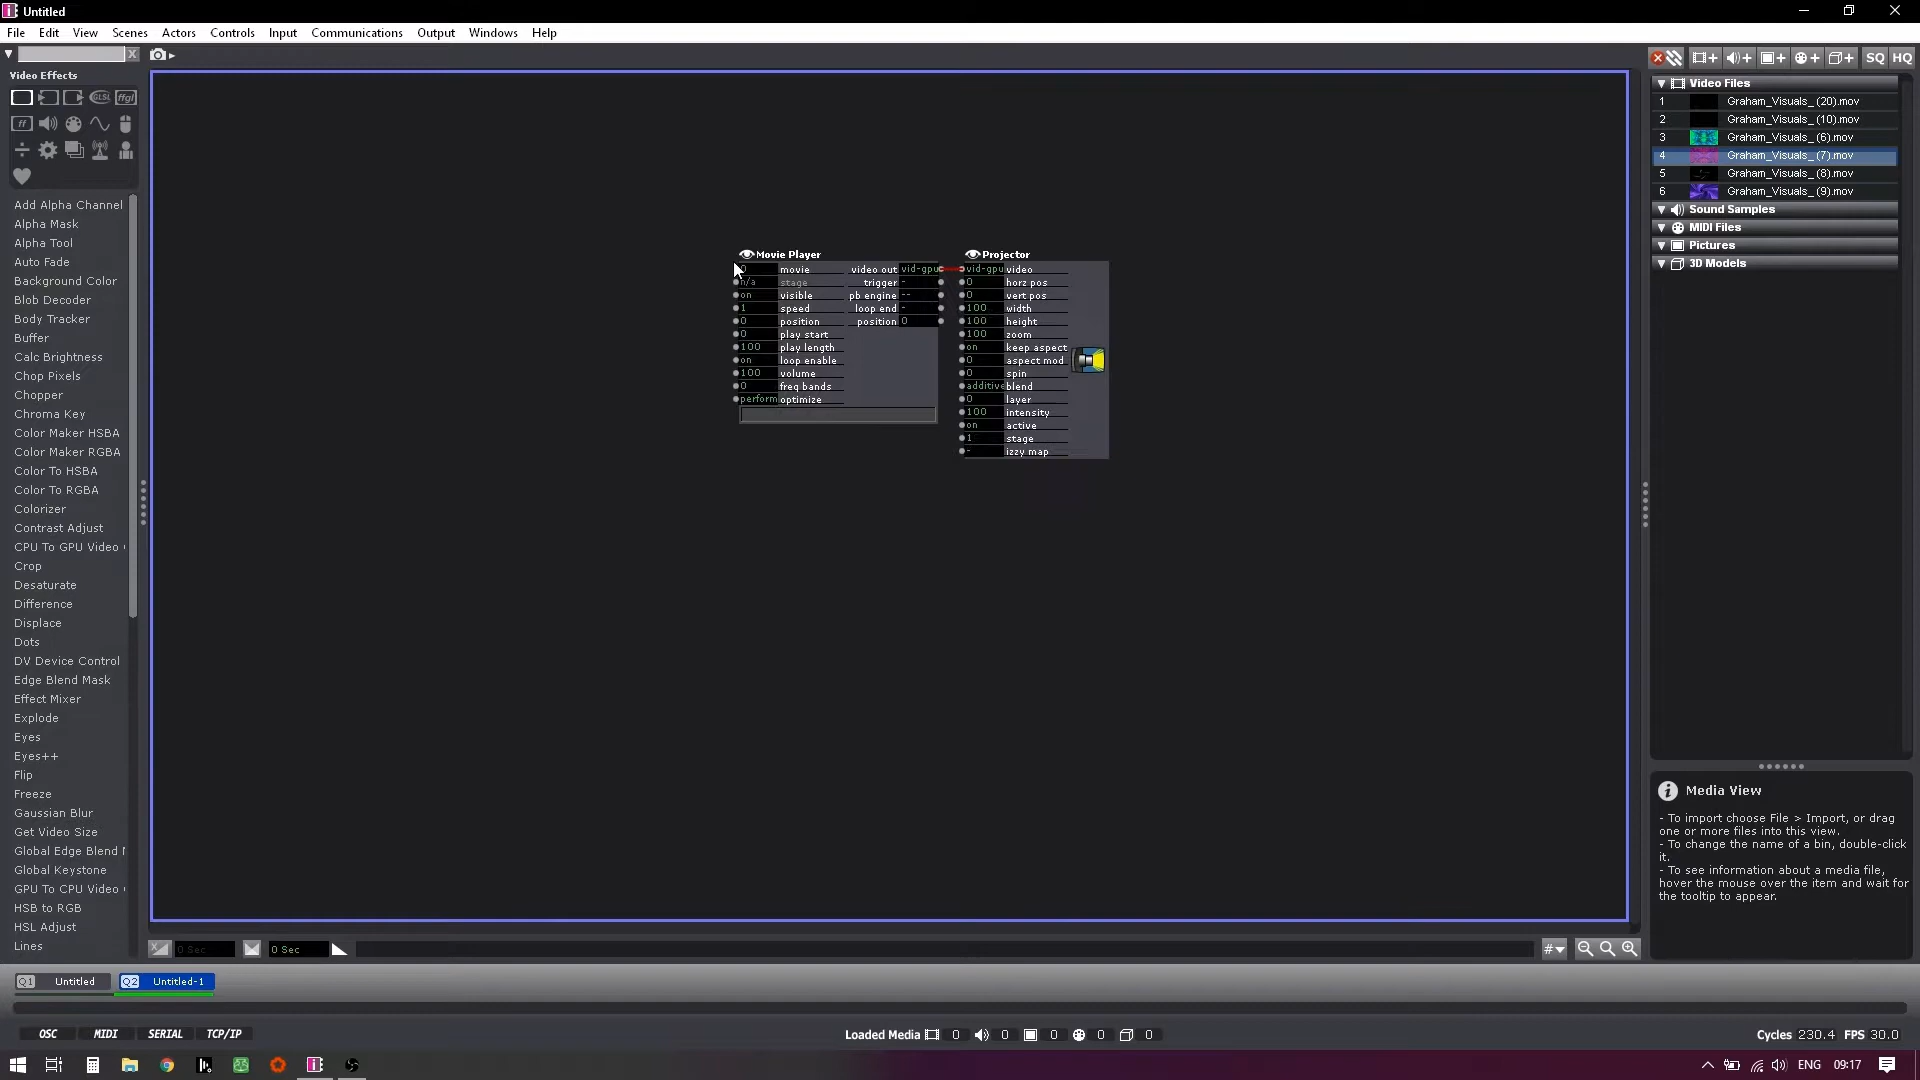 Untitled
File Edit View Scenes Actors Controls Input Communications Output Windows Help
SQ HQ
Video Effects
GLSL ffgl
ff
Add Alpha Channel
Alpha Mask
Alpha Tool
Auto Fade
Background Color
Blob Decoder
Body Tracker
Buffer
Calc Brightness
Chop Pixels
Chopper
Chroma Key
Color Maker HSBA
Color Maker RGBA
Color To HSBA
Color To RGBA
Colorizer
Contrast Adjust
CPU To GPU Video
Crop
Desaturate
Difference
Displace
Dots
DV Device Control
Edge Blend Mask
Effect Mixer
Explode
Eyes
Eyes++
Flip
Freeze
Gaussian Blur
Get Video Size
Global Edge Blend
Global Keystone
GPU To CPU Video
HSB to RGB
HSL Adjust
Lines
Movie Player
0 movie video out vid-gpu
n/a stage trigger -
on visible pb engine --
1 speed loop end -
0 position position 0
0 play start
100 play length
on loop enable
100 volume
0 freq bands
perform optimize
Projector
vid-gpu video
0 horz pos
0 vert pos
100 width
100 height
100 zoom
on keep aspect
0 aspect mod
0 spin
additive blend
0 layer
100 intensity
on active
1 stage
- izzy map
Video Files
1 Graham_Visuals_ (20).mov
2 Graham_Visuals_ (10).mov
3 Graham_Visuals_ (6).mov
4 Graham_Visuals_ (7).mov
5 Graham_Visuals_ (8).mov
6 Graham_Visuals_ (9).mov
Sound Samples
MIDI Files
Pictures
3D Models
Media View
- To import choose File > Import, or drag
one or more files into this view.
- To change the name of a bin, double-click
it.
- To see information about a media file,
hover the mouse over the item and wait for
the tooltip to appear.
0 Sec 0 Sec #
Q1 Untitled Q2 Untitled-1
OSC MIDI SERIAL TCP/IP Loaded Media 0 0 0 0 0 Cycles 230.4 FPS 30.0
ENG 09:17